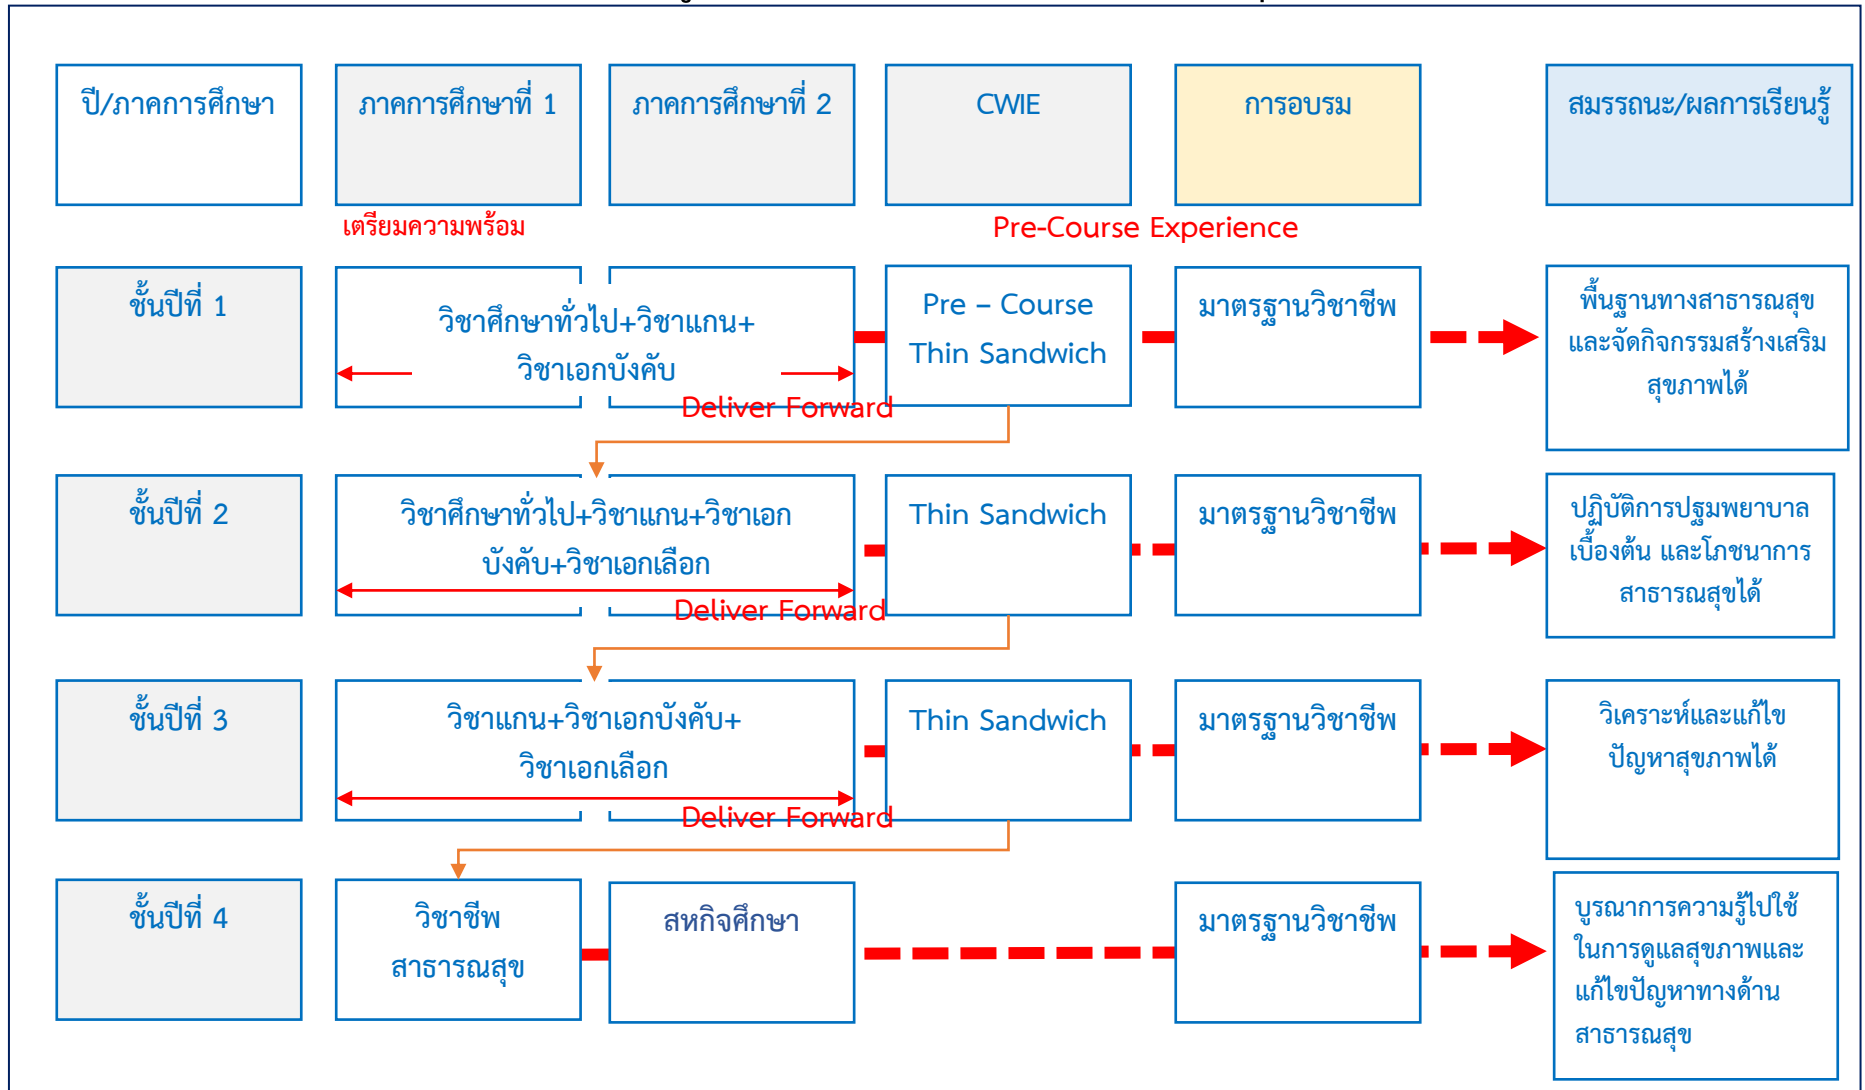 ปี/ภาคการศึกษา
ภาคการศึกษาที่ 1
ภาคการศึกษาที่ 2
CWIE
การอบรม
สมรรถนะ/ผลการเรียนรู้
เตรียมความพร้อม
Pre-Course Experience
ชั้นปีที่ 1
วิชาศึกษาทั่วไป+วิชาแกน+
วิชาเอกบังคับ
Pre – Course
Thin Sandwich
มาตรฐานวิชาชีพ
พื้นฐานทางสาธารณสุข
และจัดกิจกรรมสร้างเสริม
สุขภาพได้
Deliver Forward
ชั้นปีที่ 2
วิชาศึกษาทั่วไป+วิชาแกน+วิชาเอก
บังคับ+วิชาเอกเลือก
Thin Sandwich
มาตรฐานวิชาชีพ
ปฏิบัติการปฐมพยาบาล
เบื้องต้น และโภชนาการ
สาธารณสุขได้
Deliver Forward
ชั้นปีที่ 3
วิชาแกน+วิชาเอกบังคับ+
วิชาเอกเลือก
Thin Sandwich
มาตรฐานวิชาชีพ
วิเคราะห์และแก้ไข
ปัญหาสุขภาพได้
Deliver Forward
ชั้นปีที่ 4
วิชาชีพ
สาธารณสุข
สหกิจศึกษา
มาตรฐานวิชาชีพ
บูรณาการความรู้ไปใช้
ในการดูแลสุขภาพและ
แก้ไขปัญหาทางด้าน
สาธารณสุข